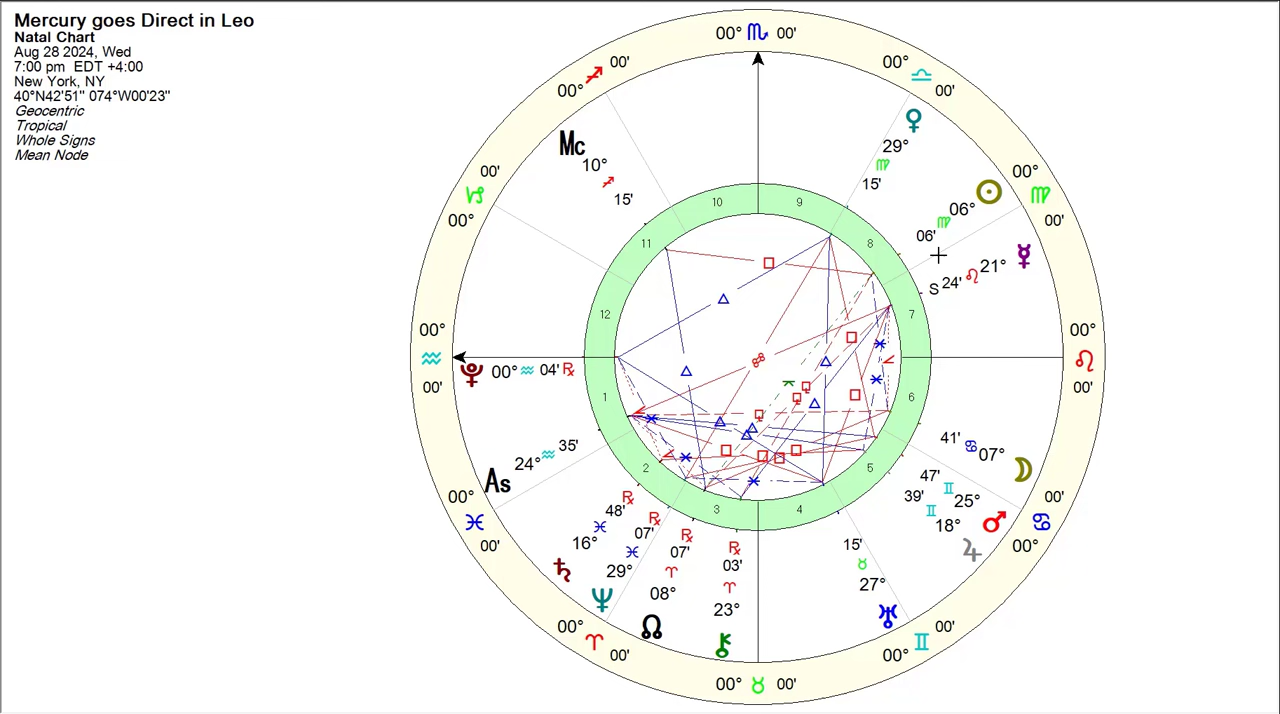 Mercury goes Direct in Leo
Natal Chart
Aug 28 2024, Wed
7:00 pm EDT +4:00
New York, NY
40°N42'51" 074°W00'23"
Geocentric
Tropical
Whole Signs
Mean Node
00° ♏ 00'
00° ♐ 00'
00° ♎ 00'
♀
29°
♍
15'
Mc
10°
♐
15'
00° ♑ 00'
00° ♍ 00'
☉ 06° ♍ 06'
10
9
11
8
☿ 21° ♌ 24' S
12
7
00° ♒ 00'
00° ♌ 00'
♇ 00° ♒ 04' ℞
1
6
As 24° ♒ 35'
☽ 07° ♋ 41'
2
5
♂ 25° ♊ 47'
♃ 18° ♊ 39'
3
4
00° ♓ 00'
00° ♋ 00'
♄ 16° ♓ 48' ℞
♆ 29° ♓ 07' ℞
☊ 08° ♈ 07' ℞
⚷ 23° ♈ 03' ℞
♅ 27° ♉ 15'
00° ♈ 00'
00° ♊ 00'
00° ♉ 00'